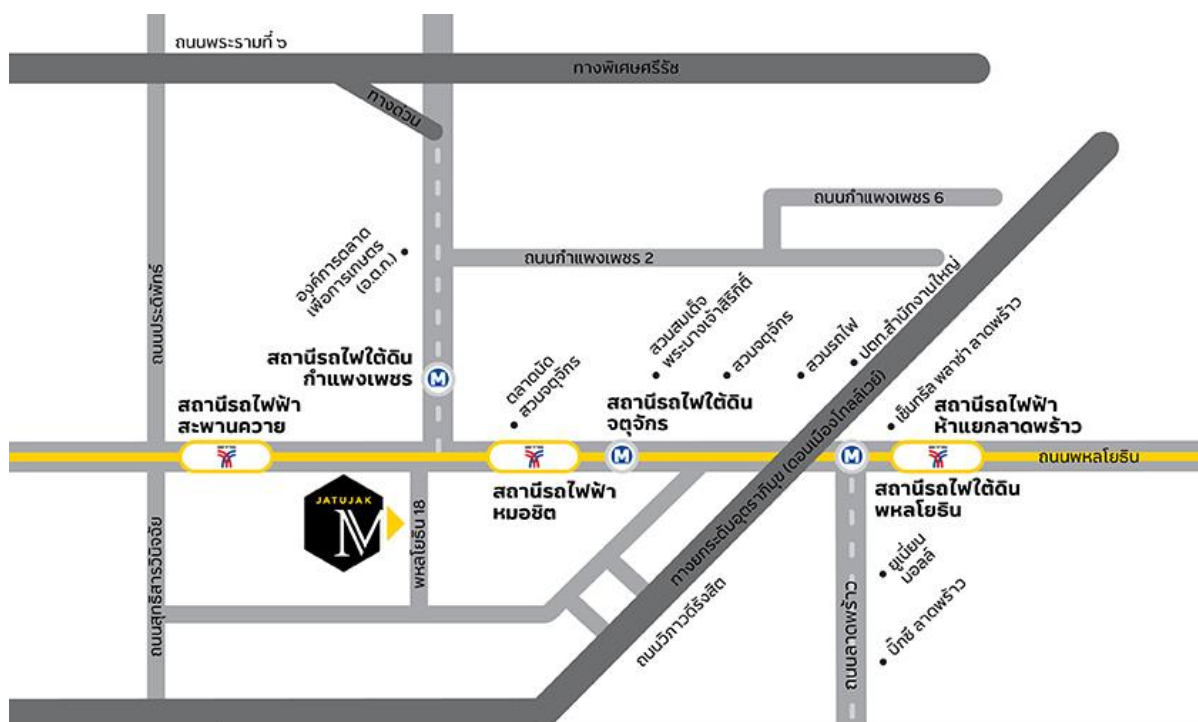 ถนนพระรามที่ ๖
ทางพิเศษศรีรัช
ทางด่วน
ถนนกำแพงเพชร 6
ถนนกำแพงเพชร 2
องค์การตลาด
เพื่อการเกษตร
(อ.ต.ก.)
ถนนประดิพัทธ์
สถานีรถไฟใต้ดิน
กำแพงเพชร
ตลาดนัด
สวนจตุจักร
สวนสมเด็จ
พระนางเจ้าสิริกิติ์
สวนจตุจักร
สวนรถไฟ
ปตท.สำนักงานใหญ่
เซ็นทรัล พลาซ่า ลาดพร้าว
สถานีรถไฟฟ้า
สะพานควาย
สถานีรถไฟใต้ดิน
จตุจักร
สถานีรถไฟฟ้า
ห้าแยกลาดพร้าว
ถนนพหลโยธิน
สถานีรถไฟฟ้า
หมอชิต
สถานีรถไฟใต้ดิน
พหลโยธิน
JATUJAK
M
พหลโยธิน 18
ถนนสุทธิสารวินิจฉัย
ทางยกระดับอุตราภิมุข (ดอนเมืองโทลล์เวย์)
ถนนวิภาวดีรังสิต
ถนนลาดพร้าว
ยูเนี่ยน
มอลล์
บิ๊กซี ลาดพร้าว